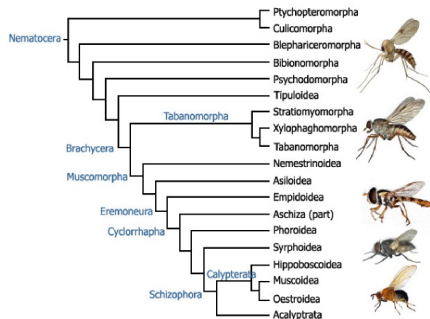 Ptychopteromorpha
Culicomorpha
Nematocera
Blephariceromorpha
Bibionomorpha
Psychodomorpha
Tipuloidea
Stratiomyomorpha
Tabanomorpha
Xylophaghomorpha
Tabanomorpha
Brachycera
Nemestrinoidea
Muscomorpha
Asiloidea
Empidoidea
Eremoneura
Aschiza (part)
Cyclorrhapha
Phoroidea
Syrphoidea
Hippoboscoidea
Calypterata
Muscoidea
Schizophora
Oestroidea
Acalyptrata